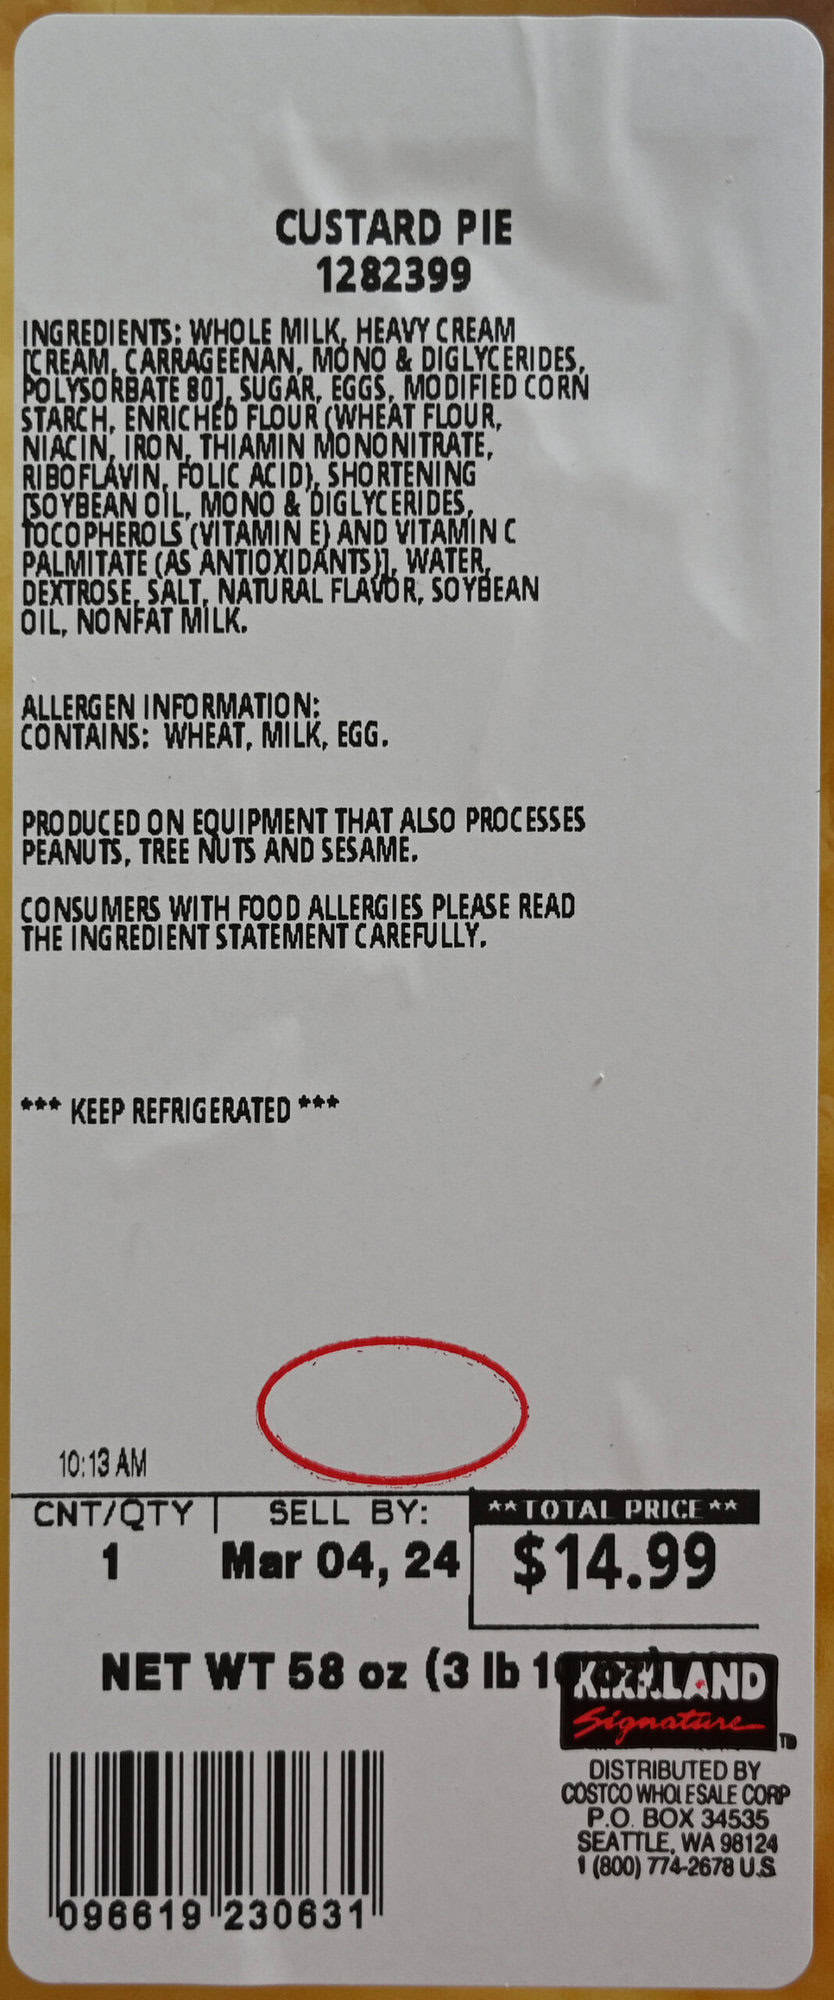 CUSTARD PIE
1282399
INGREDIENTS: WHOLE MILK, HEAVY CREAM
[CREAM, CARRAGEENAN, MONO & DIGLYCERIDES,
POLYSORBATE 80], SUGAR, EGGS, MODIFIED CORN
STARCH, ENRICHED FLOUR (WHEAT FLOUR,
NIACIN, IRON, THIAMIN MONONITRATE,
RIBOFLAVIN, FOLIC ACID), SHORTENING
[SOYBEAN OIL, MONO & DIGLYCERIDES,
TOCOPHEROLS (VITAMIN E) AND VITAMIN C
PALMITATE (AS ANTIOXIDANTS)], WATER,
DEXTROSE, SALT, NATURAL FLAVOR, SOYBEAN
OIL, NONFAT MILK.
ALLERGEN INFORMATION:
CONTAINS: WHEAT, MILK, EGG.
PRODUCED ON EQUIPMENT THAT ALSO PROCESSES
PEANUTS, TREE NUTS AND SESAME.
CONSUMERS WITH FOOD ALLERGIES PLEASE READ
THE INGREDIENT STATEMENT CAREFULLY.
*** KEEP REFRIGERATED ***
10:13 AM
CNT/QTY SELL BY: **TOTAL PRICE**
1 Mar 04, 24 $14.99
NET WT 58 oz (3 lb
KIRKLAND
Signature TM
DISTRIBUTED BY
COSTCO WHOLESALE CORP
P.O. BOX 34535
SEATTLE, WA 98124
1 (800) 774-2678 U.S
096619 230631